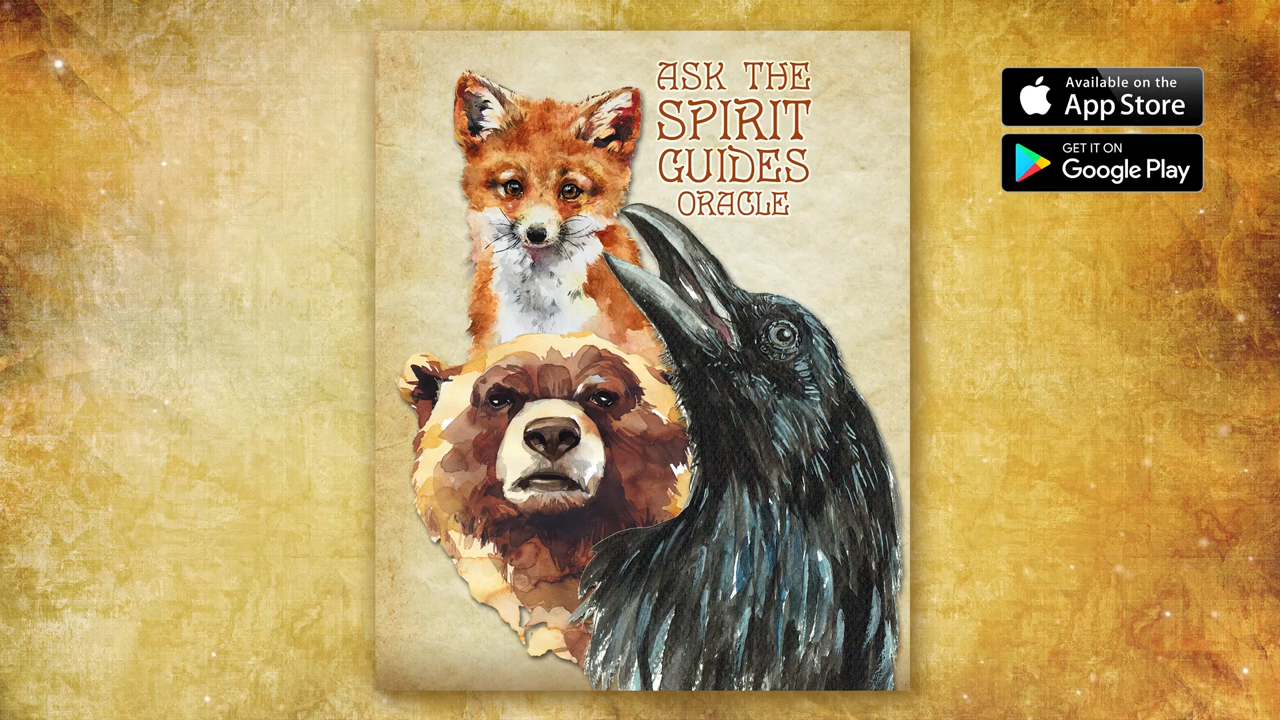 ASK THE
SPIRIT
GUIDES
ORACLE
Available on the
App Store
GET IT ON
Google Play